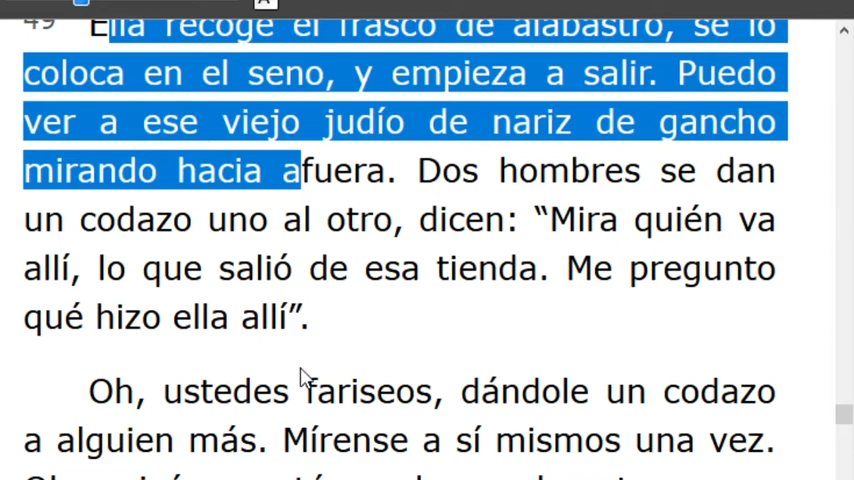 49 Ella recoge el frasco de alabastro, se lo
coloca en el seno, y empieza a salir. Puedo
ver a ese viejo judío de nariz de gancho
mirando hacia afuera. Dos hombres se dan
un codazo uno al otro, dicen: “Mira quién va
allí, lo que salió de esa tienda. Me pregunto
qué hizo ella allí”.
Oh, ustedes fariseos, dándole un codazo
a alguien más. Mírense a sí mismos una vez.